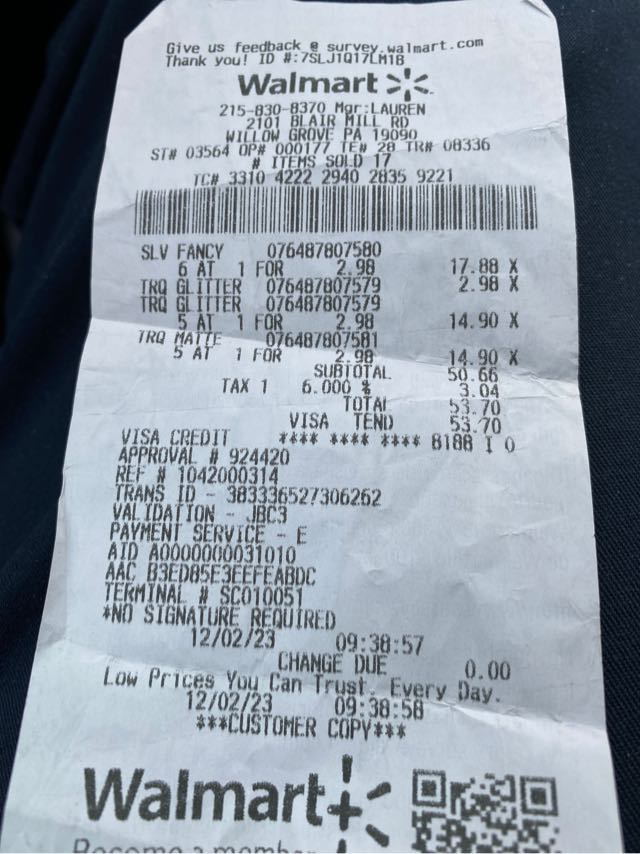 Give us feedback @ survey.walmart.com
Thank you! ID #:7SLJ1Q17LM1B
Walmart
215-830-8370 Mgr:LAUREN
2101 BLAIR MILL RD
WILLOW GROVE PA 19090
ST# 03564 OP# 000177 TE# 28 TR# 08336
# ITEMS SOLD 17
TC# 3310 4222 2940 2835 9221
SLV FANCY 076487807580
6 AT 1 FOR 2.98 17.88 X
TRQ GLITTER 076487807579 2.98 X
TRQ GLITTER 076487807579
5 AT 1 FOR 2.98 14.90 X
TRQ MATTE 076487807581
5 AT 1 FOR 2.98 14.90 X
SUBTOTAL 50.66
TAX 1 6.000 % 3.04
TOTAL 53.70
VISA TEND 53.70
VISA CREDIT **** **** **** 8188 I 0
APPROVAL # 924420
REF # 1042000314
TRANS ID - 383336527306262
VALIDATION - JBC3
PAYMENT SERVICE - E
AID A0000000031010
AAC B3ED85E3EEFEABDC
TERMINAL # SC010051
*NO SIGNATURE REQUIRED
12/02/23 09:38:57
CHANGE DUE 0.00
Low Prices You Can Trust. Every Day.
12/02/23 09:38:58
***CUSTOMER COPY***
Walmart
Become a member